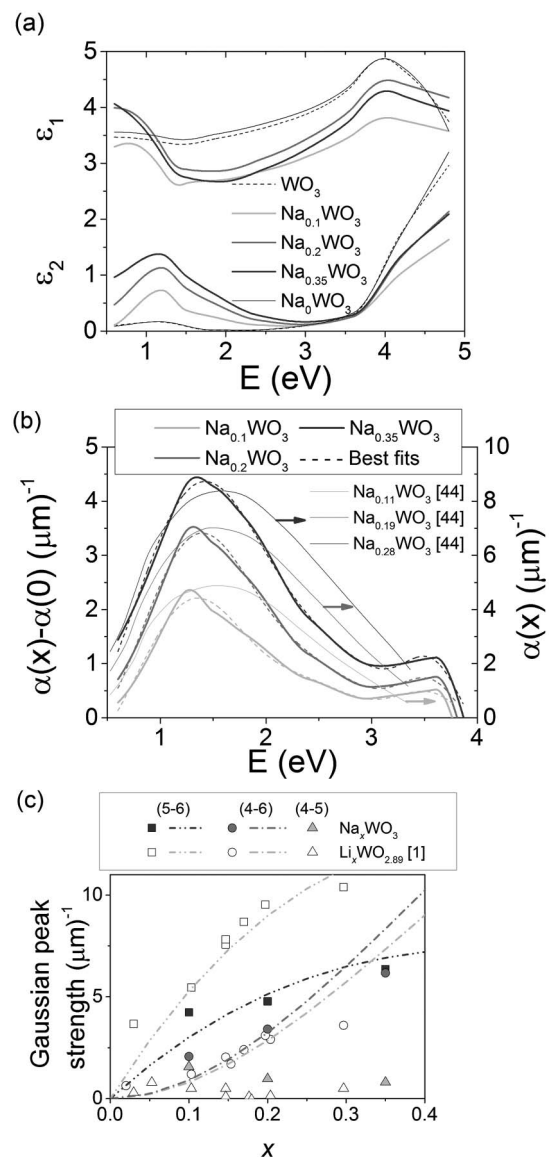 (a)
5
4
3
2
1
0
ε₁
ε₂
WO₃
Na₀.₁WO₃
Na₀.₂WO₃
Na₀.₃₅WO₃
Na₀WO₃
1 2 3 4 5
E (eV)
(b)
Na₀.₁WO₃ Na₀.₃₅WO₃
Na₀.₂WO₃ Best fits
Na₀.₁₁WO₃ [44]
Na₀.₁₉WO₃ [44]
Na₀.₂₈WO₃ [44]
5
4
3
2
1
0
α(x)-α(0) (μm)⁻¹
10
8
6
4
2
0
α(x) (μm)⁻¹
1 2 3 4
E (eV)
(c)
(5-6) (4-6) (4-5)
NaₓWO₃
LiₓWO₂.₈₉ [1]
10
5
0
Gaussian peak
strength (μm)⁻¹
0.0 0.1 0.2 0.3 0.4
x